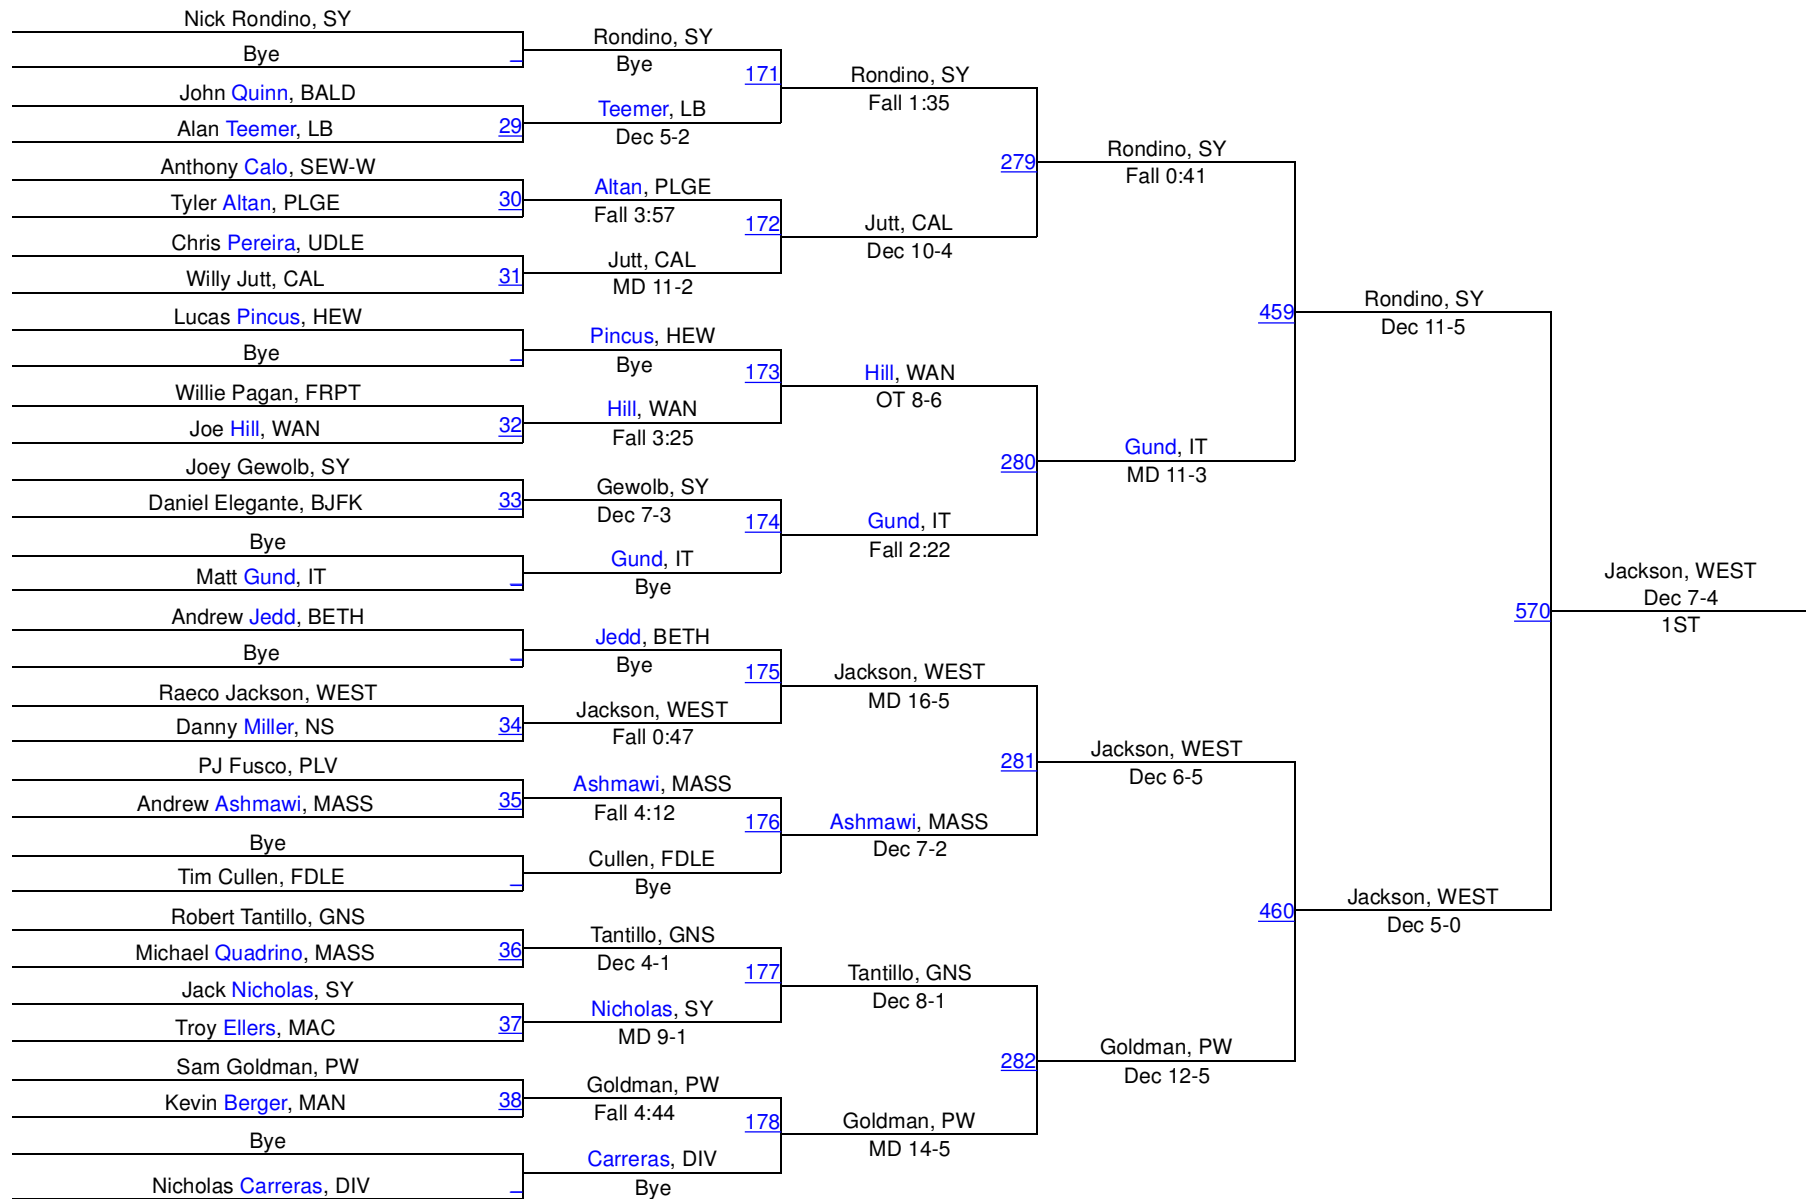 Nick Rondino, SY
Bye
John Quinn, BALD
Alan Teemer, LB
29
Anthony Calo, SEW-W
Tyler Altan, PLGE
30
Chris Pereira, UDLE
Willy Jutt, CAL
31
Lucas Pincus, HEW
Bye
Willie Pagan, FRPT
Joe Hill, WAN
32
Joey Gewolb, SY
Daniel Elegante, BJFK
33
Bye
Matt Gund, IT
Andrew Jedd, BETH
Bye
Raeco Jackson, WEST
Danny Miller, NS
34
PJ Fusco, PLV
Andrew Ashmawi, MASS
35
Bye
Tim Cullen, FDLE
Robert Tantillo, GNS
Michael Quadrino, MASS
36
Jack Nicholas, SY
Troy Ellers, MAC
37
Sam Goldman, PW
Kevin Berger, MAN
38
Bye
Nicholas Carreras, DIV
Rondino, SY
Bye
171
Teemer, LB
Dec 5-2
Altan, PLGE
Fall 3:57
172
Jutt, CAL
MD 11-2
Pincus, HEW
Bye
173
Hill, WAN
Fall 3:25
Gewolb, SY
Dec 7-3
174
Gund, IT
Bye
Jedd, BETH
Bye
175
Jackson, WEST
Fall 0:47
Ashmawi, MASS
Fall 4:12
176
Cullen, FDLE
Bye
Tantillo, GNS
Dec 4-1
177
Nicholas, SY
MD 9-1
Goldman, PW
Fall 4:44
178
Carreras, DIV
Bye
Rondino, SY
Fall 1:35
279
Jutt, CAL
Dec 10-4
Hill, WAN
OT 8-6
280
Gund, IT
Fall 2:22
Jackson, WEST
MD 16-5
281
Ashmawi, MASS
Dec 7-2
Tantillo, GNS
Dec 8-1
282
Goldman, PW
MD 14-5
Rondino, SY
Fall 0:41
459
Gund, IT
MD 11-3
Jackson, WEST
Dec 6-5
460
Goldman, PW
Dec 12-5
Rondino, SY
Dec 11-5
570
Jackson, WEST
Dec 5-0
Jackson, WEST
Dec 7-4
1ST